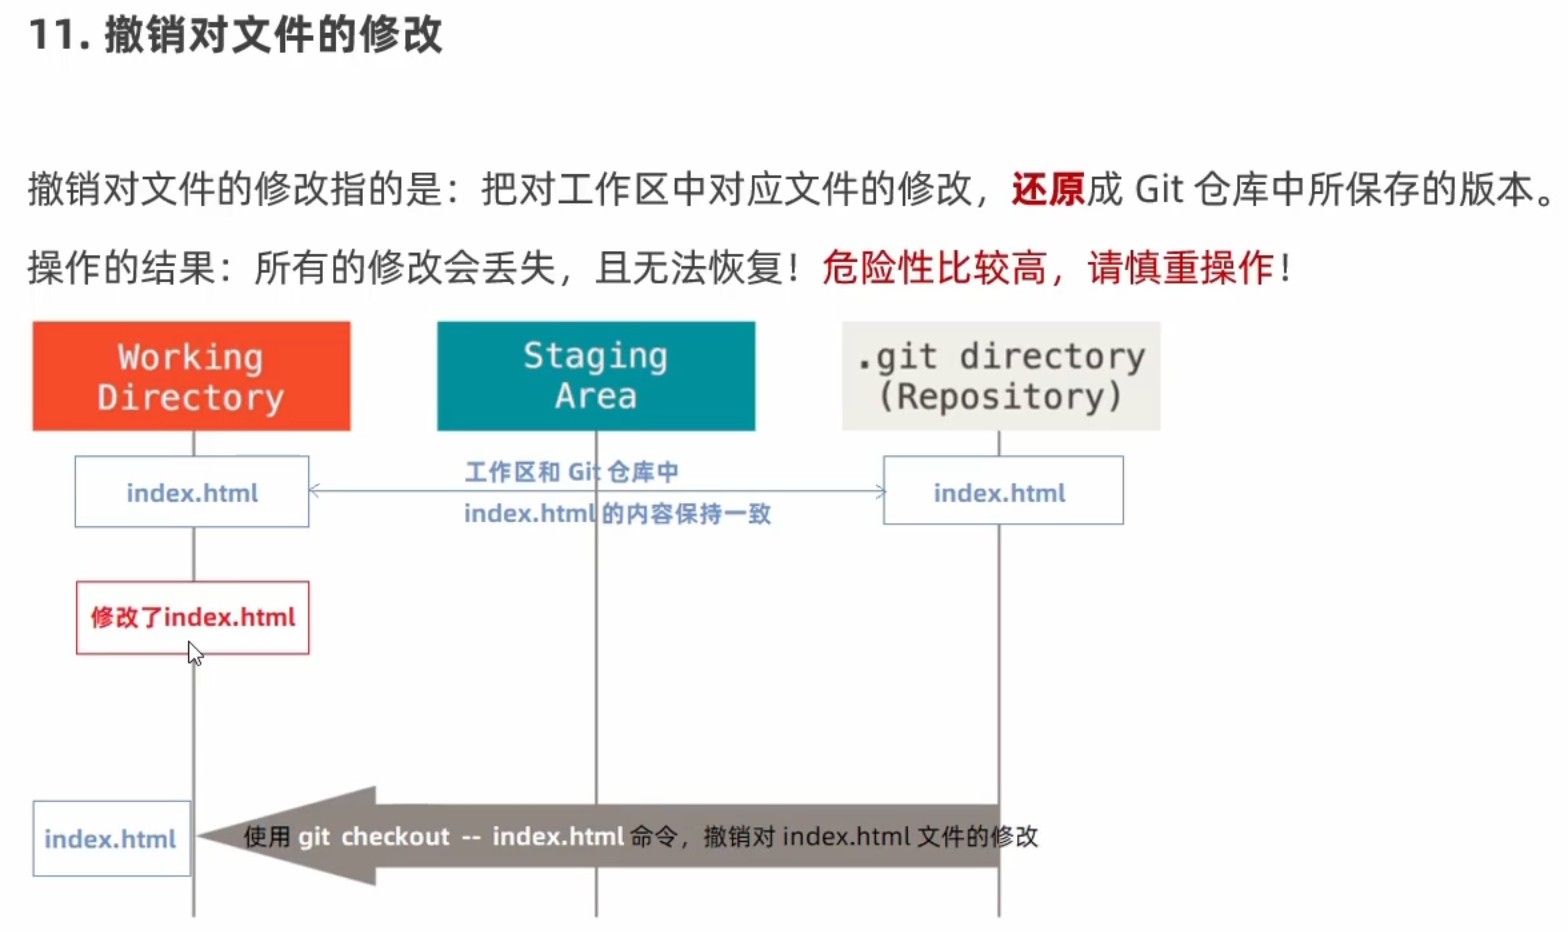 11. 撤销对文件的修改
撤销对文件的修改指的是：把对工作区中对应文件的修改，还原成 Git 仓库中所保存的版本。
操作的结果：所有的修改会丢失，且无法恢复！危险性比较高，请慎重操作！
Working
Directory
Staging
Area
.git directory
(Repository)
index.html
工作区和 Git 仓库中
index.html 的内容保持一致
index.html
修改了index.html
index.html
使用 git checkout -- index.html 命令，撤销对 index.html 文件的修改